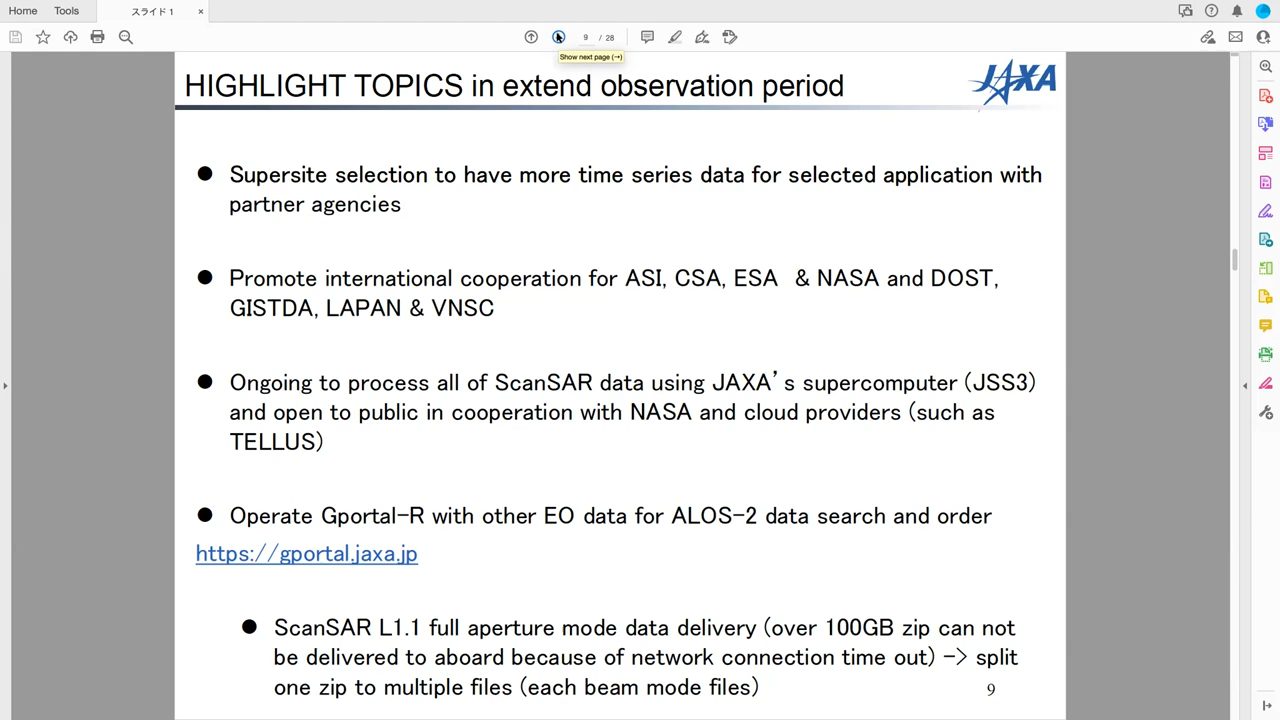 Home Tools スライド 1 ×
9 / 28
Show next page (→)
HIGHLIGHT TOPICS in extend observation period
JAXA
● Supersite selection to have more time series data for selected application with
partner agencies
● Promote international cooperation for ASI, CSA, ESA & NASA and DOST,
GISTDA, LAPAN & VNSC
● Ongoing to process all of ScanSAR data using JAXA’s supercomputer (JSS3)
and open to public in cooperation with NASA and cloud providers (such as
TELLUS)
● Operate Gportal-R with other EO data for ALOS-2 data search and order
https://gportal.jaxa.jp
● ScanSAR L1.1 full aperture mode data delivery (over 100GB zip can not
be delivered to aboard because of network connection time out) -> split
one zip to multiple files (each beam mode files)
9